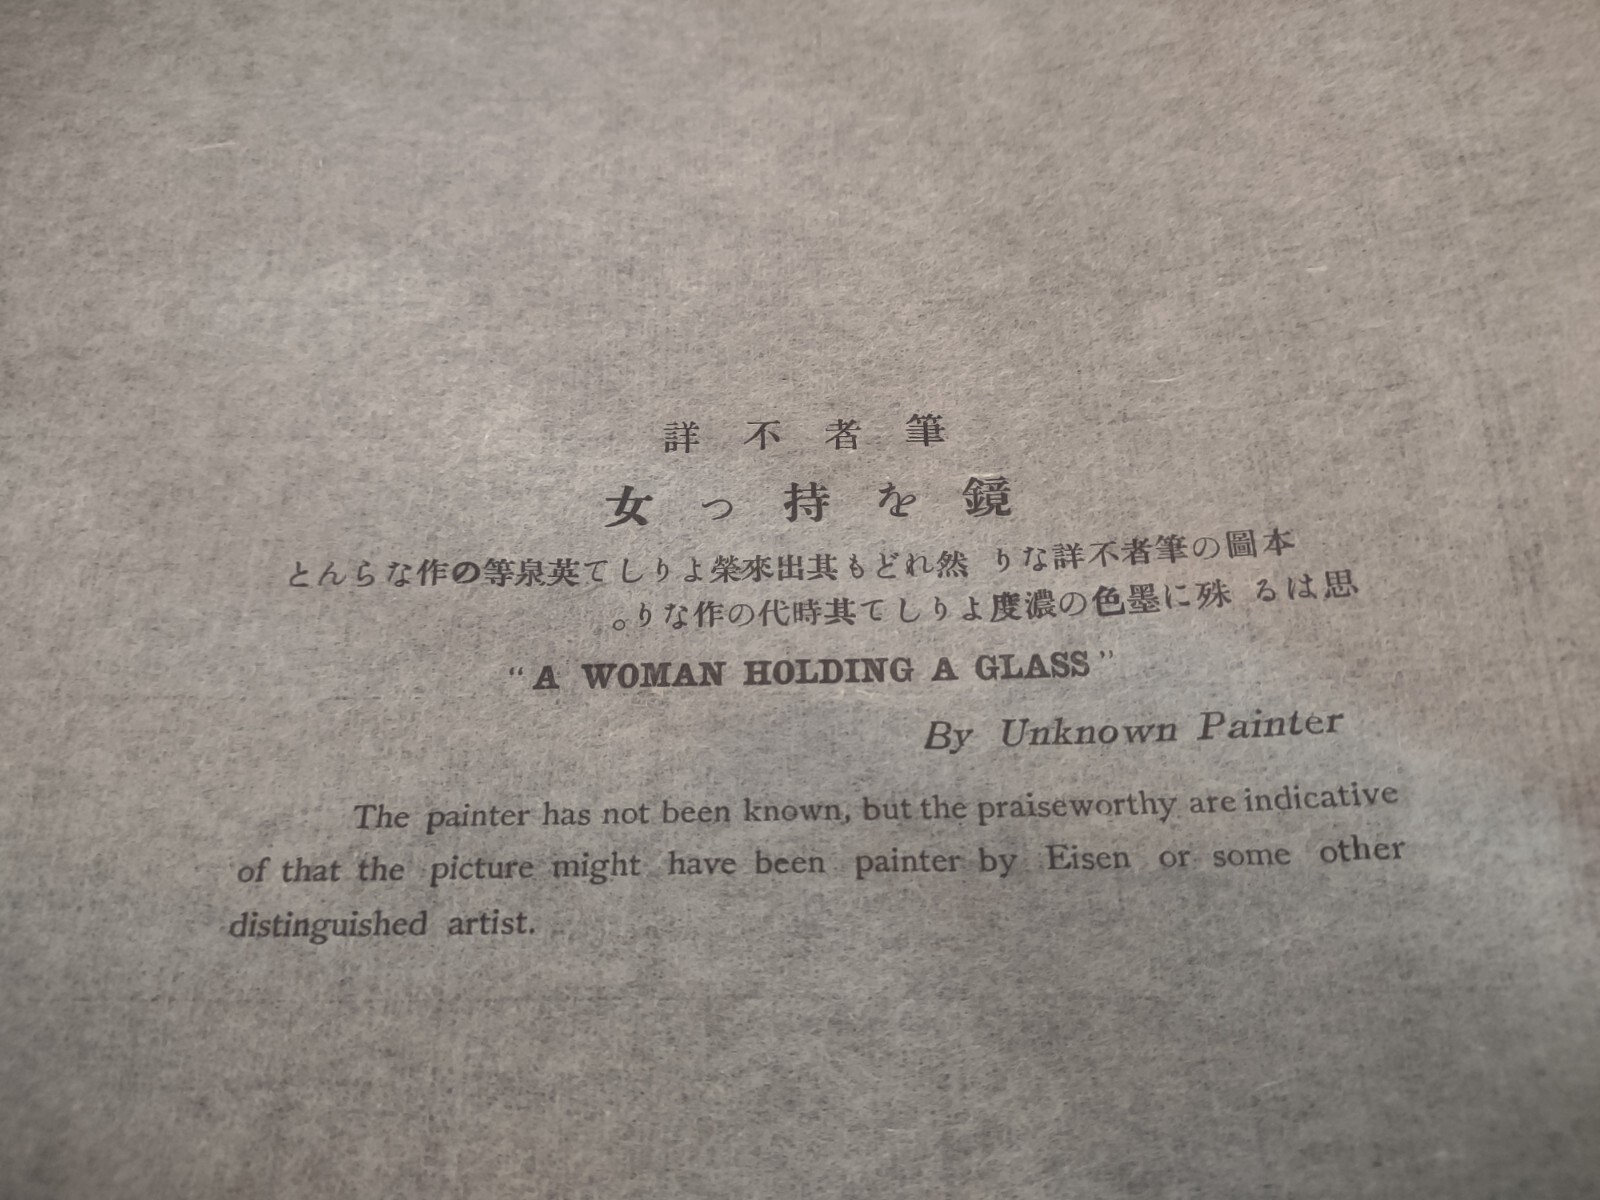 筆者不詳
鏡を持つ女
本圖の筆者不詳なり 然れども其出來榮よりして英泉等の作ならんと
思はる 殊に墨色の濃度よりして其時代の作なり。
“A WOMAN HOLDING A GLASS”
By Unknown Painter
The painter has not been known, but the praiseworthy are indicative
of that the picture might have been painter by Eisen or some other
distinguished artist.